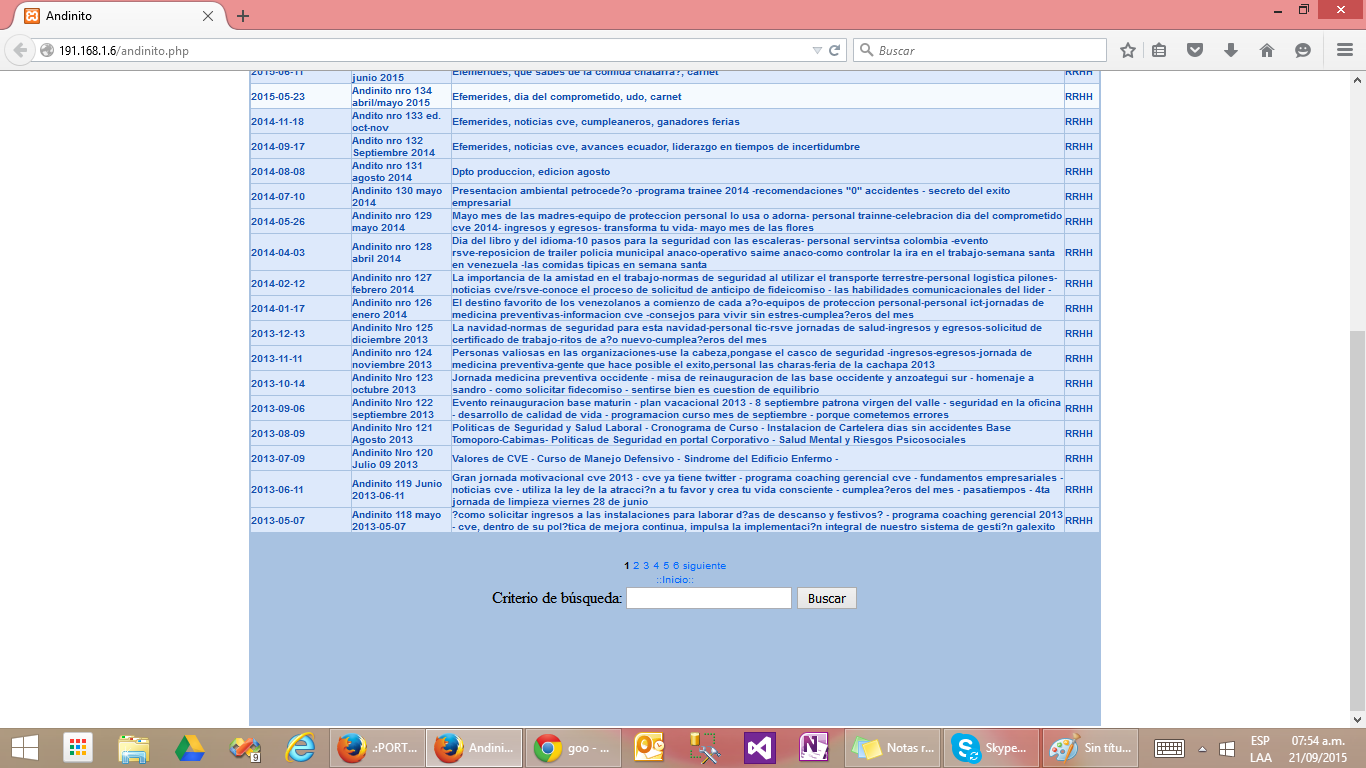 Andinito
191.168.1.6/andinito.php
Buscar
2015-06-11
junio 2015
Efemerides, que sabes de la comida chatarra?, carnet
RRHH
2015-05-23
Andinito nro 134
abril/mayo 2015
Efemerides, dia del comprometido, udo, carnet
RRHH
2014-11-18
Andito nro 133 ed.
oct-nov
Efemerides, noticias cve, cumpleaneros, ganadores ferias
RRHH
2014-09-17
Andito nro 132
Septiembre 2014
Efemerides, noticias cve, avances ecuador, liderazgo en tiempos de incertidumbre
RRHH
2014-08-08
Andito nro 131
agosto 2014
Dpto produccion, edicion agosto
RRHH
2014-07-10
Andinito 130 mayo
2014
Presentacion ambiental petrocede?o -programa trainee 2014 -recomendaciones "0" accidentes - secreto del exito
empresarial
RRHH
2014-05-26
Andinito nro 129
mayo 2014
Mayo mes de las madres-equipo de proteccion personal lo usa o adorna- personal trainne-celebracion dia del comprometido
cve 2014- ingresos y egresos- transforma tu vida- mayo mes de las flores
RRHH
2014-04-03
Andinito nro 128
abril 2014
Dia del libro y del idioma-10 pasos para la seguridad con las escaleras- personal servintsa colombia -evento
rsve-reposicion de trailer policia municipal anaco-operativo saime anaco-como controlar la ira en el trabajo-semana santa
en venezuela -las comidas tipicas en semana santa
RRHH
2014-02-12
Andinito nro 127
febrero 2014
La importancia de la amistad en el trabajo-normas de seguridad al utilizar el transporte terrestre-personal logistica pilones-
noticias cve/rsve-conoce el proceso de solicitud de anticipo de fideicomiso - las habilidades comunicacionales del lider -
RRHH
2014-01-17
Andinito nro 126
enero 2014
El destino favorito de los venezolanos a comienzo de cada a?o-equipos de proteccion personal-personal ict-jornadas de
medicina preventivas-informacion cve -consejos para vivir sin estres-cumplea?eros del mes
RRHH
2013-12-13
Andinito Nro 125
diciembre 2013
La navidad-normas de seguridad para esta navidad-personal tic-rsve jornadas de salud-ingresos y egresos-solicitud de
certificado de trabajo-ritos de a?o nuevo-cumplea?eros del mes
RRHH
2013-11-11
Andinito nro 124
noviembre 2013
Personas valiosas en las organizaciones-use la cabeza,pongase el casco de seguridad -ingresos-egresos-jornada de
medicina preventiva-gente que hace posible el exito,personal las charas-feria de la cachapa 2013
RRHH
2013-10-14
Andinito Nro 123
octubre 2013
Jornada medicina preventiva occidente - misa de reinauguracion de las base occidente y anzoategui sur - homenaje a
sandro - como solicitar fidecomiso - sentirse bien es cuestion de equilibrio
RRHH
2013-09-06
Andinito Nro 122
septiembre 2013
Evento reinauguracion base maturin - plan vacacional 2013 - 8 septiembre patrona virgen del valle - seguridad en la oficina
- desarrollo de calidad de vida - programacion curso mes de septiembre - porque cometemos errores
RRHH
2013-08-09
Andinito Nro 121
Agosto 2013
Politicas de Seguridad y Salud Laboral - Cronograma de Curso - Instalacion de Cartelera dias sin accidentes Base
Tomoporo-Cabimas- Politicas de Seguridad en portal Corporativo - Salud Mental y Riesgos Psicosociales
RRHH
2013-07-09
Andinito Nro 120
Julio 09 2013
Valores de CVE - Curso de Manejo Defensivo - Sindrome del Edificio Enfermo -
RRHH
2013-06-11
Andinito 119 Junio
2013-06-11
Gran jornada motivacional cve 2013 - cve ya tiene twitter - programa coaching gerencial cve - fundamentos empresariales -
noticias cve - utiliza la ley de la atracci?n a tu favor y crea tu vida consciente - cumplea?eros del mes - pasatiempos - 4ta
jornada de limpieza viernes 28 de junio
RRHH
2013-05-07
Andinito 118 mayo
2013-05-07
?como solicitar ingresos a las instalaciones para laborar d?as de descanso y festivos? - programa coaching gerencial 2013
- cve, dentro de su pol?tica de mejora continua, impulsa la implementaci?n integral de nuestro sistema de gesti?n galexito
RRHH
1 2 3 4 5 6 siguiente
::Inicio::
Criterio de búsqueda:
Buscar
9
.:PORT...
Andini...
goo - ...
Notas r...
Skype...
Sin títu...
ESP
LAA
07:54 a.m.
21/09/2015